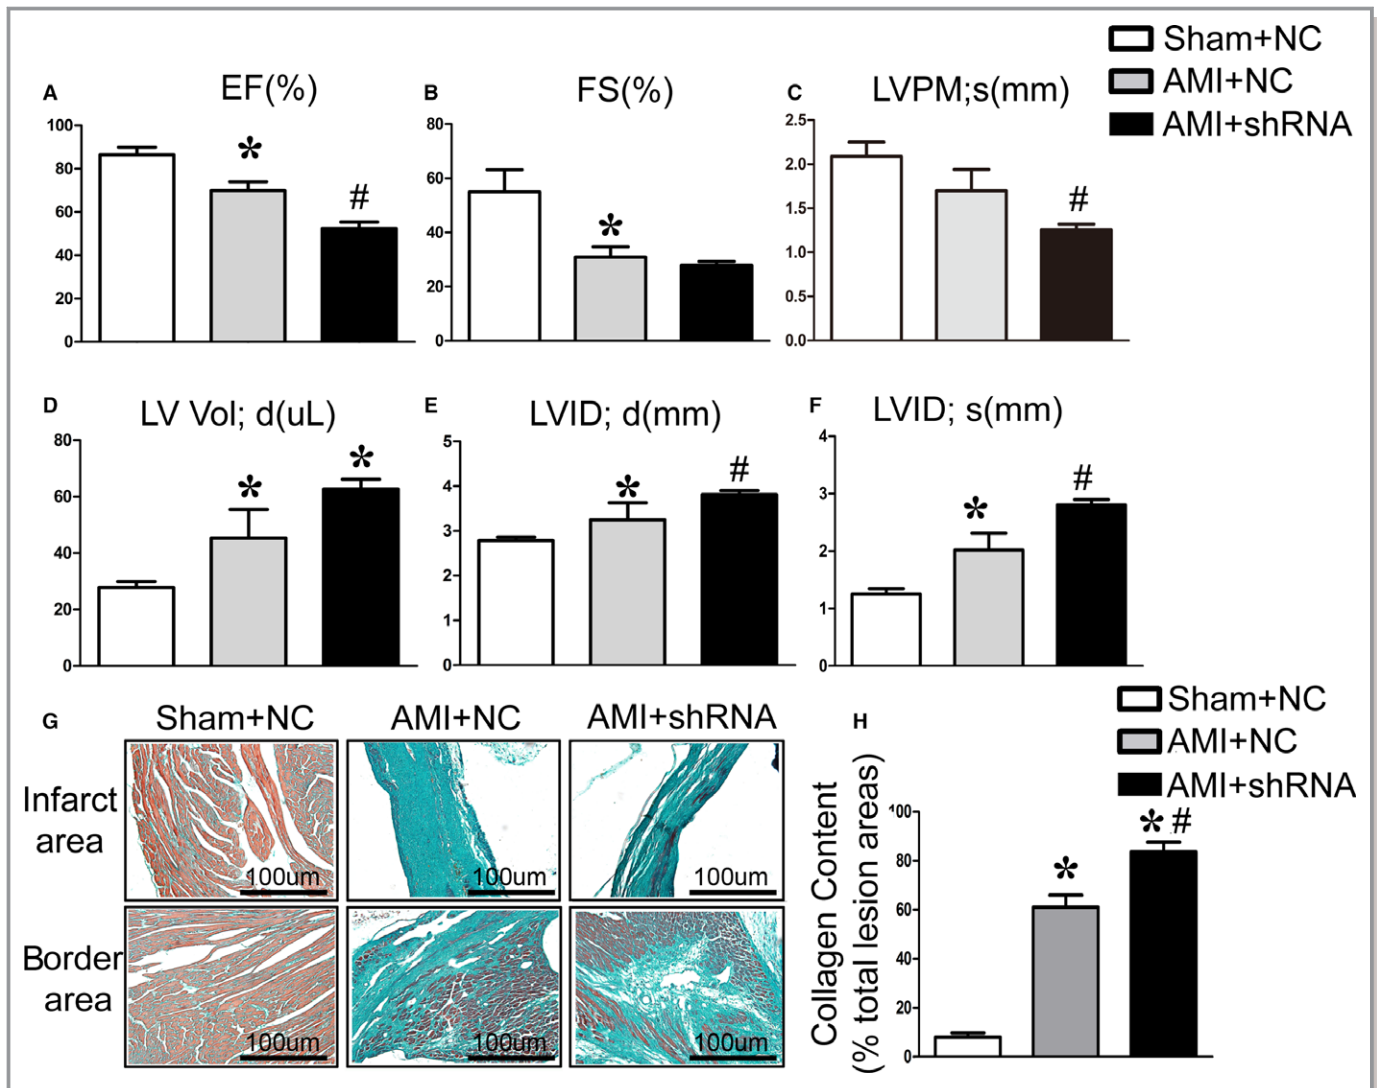 Sham+NC
AMI+NC
AMI+shRNA
A
EF(%)
100
80
60
40
20
0
*
#
B
FS(%)
80
60
40
20
0
*
C
LVPM;s(mm)
2.5
2.0
1.5
1.0
0.5
0.0
#
D
LV Vol; d(uL)
80
60
40
20
0
*
*
E
LVID; d(mm)
5
4
3
2
1
0
*
#
F
LVID; s(mm)
4
3
2
1
0
*
#
G
Sham+NC
AMI+NC
AMI+shRNA
Infarct
area
100um
100um
100um
Border
area
100um
100um
100um
H
Sham+NC
AMI+NC
AMI+shRNA
Collagen Content
(% total lesion areas)
100
80
60
40
20
0
*
*#